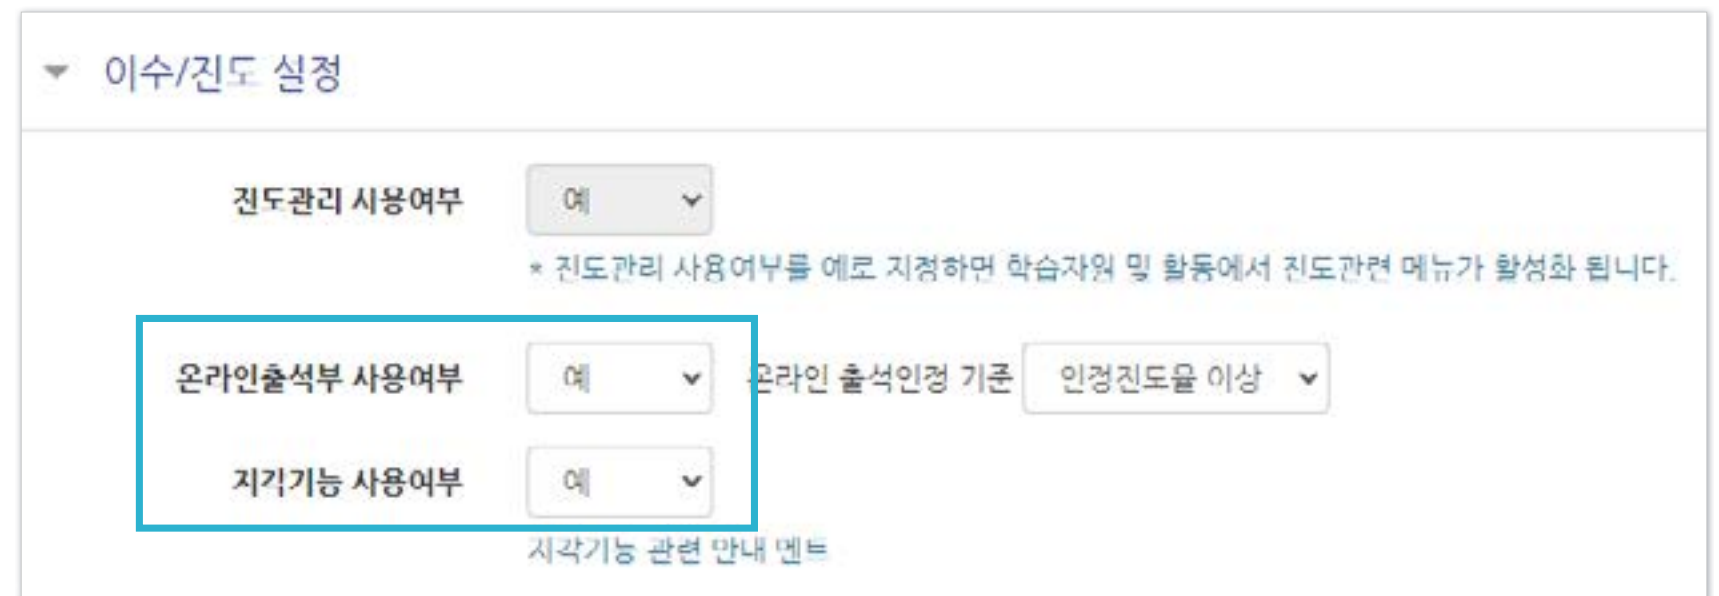 이수/진도 설정
진도관리 사용여부 예
* 진도관리 사용여부를 예로 지정하면 학습자원 및 활동에서 진도관련 메뉴가 활성화 됩니다.
온라인출석부 사용여부 예 온라인 출석인정 기준 인정진도율 이상
지각기능 사용여부 예
지각기능 관련 안내 멘트